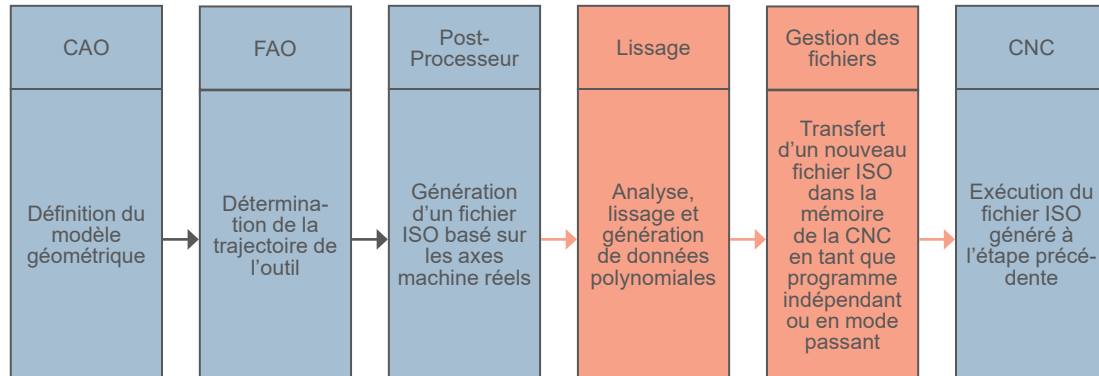 CAO
Définition du
modèle
géométrique
FAO
Détermina-
tion de la
trajectoire de
l’outil
Post-
Processeur
Génération
d’un fichier
ISO basé sur
les axes
machine réels
Lissage
Analyse,
lissage et
génération
de données
polynomiales
Gestion des
fichiers
Transfert
d’un nouveau
fichier ISO
dans la
mémoire
de la CNC
en tant que
programme
indépendant
ou en mode
passant
CNC
Exécution du
fichier ISO
généré à
l’étape précé-
dente